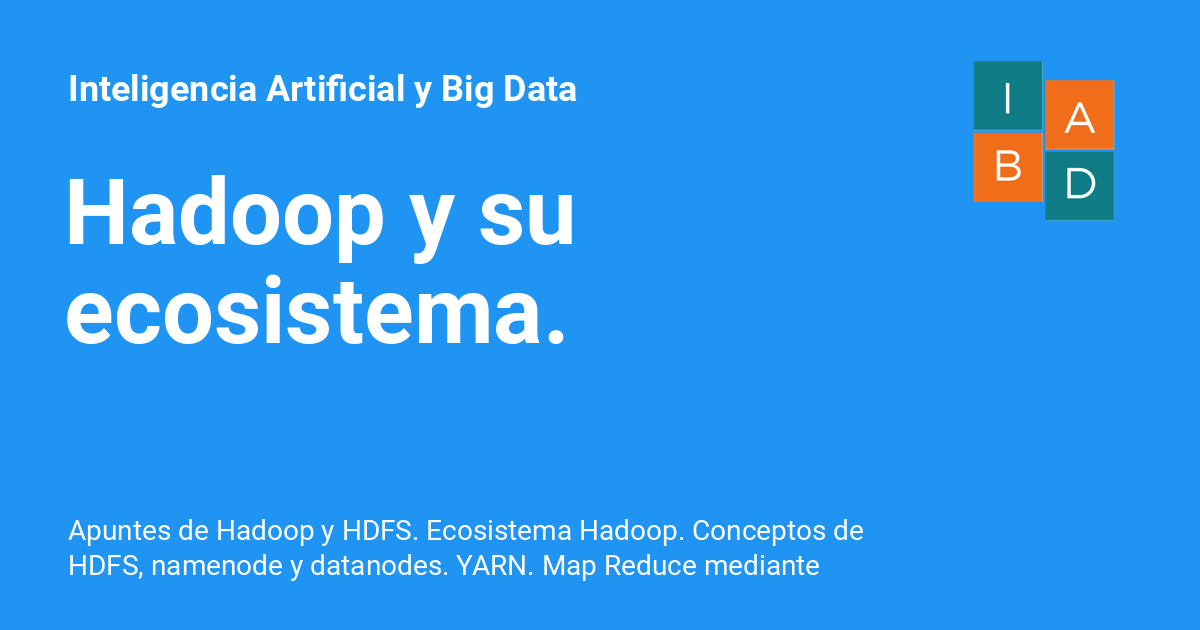 Inteligencia Artificial y Big Data
I
A
B
D
Hadoop y su
ecosistema.
Apuntes de Hadoop y HDFS. Ecosistema Hadoop. Conceptos de
HDFS, namenode y datanodes. YARN. Map Reduce mediante